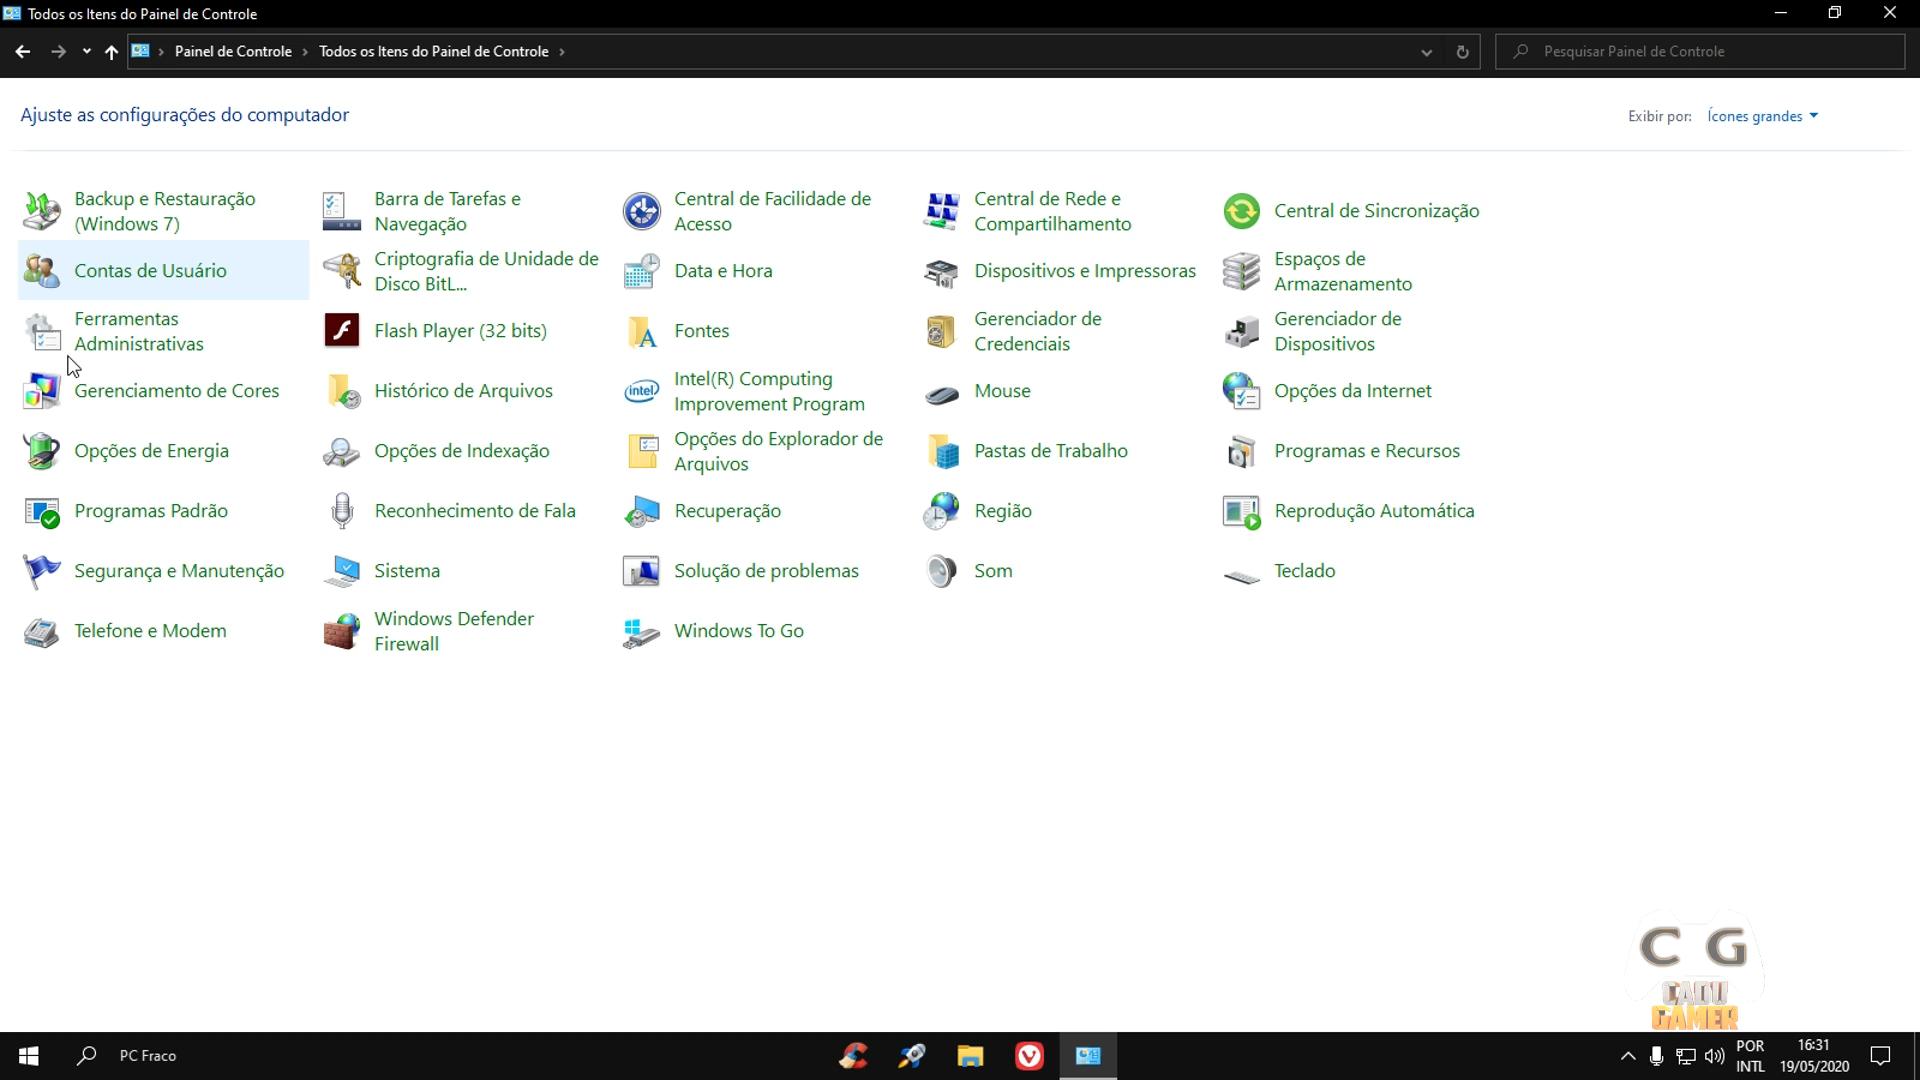 Todos os Itens do Painel de Controle
Painel de Controle
Todos os Itens do Painel de Controle
Pesquisar Painel de Controle
Ajuste as configurações do computador
Exibir por:
Ícones grandes
Backup e Restauração
(Windows 7)
Barra de Tarefas e
Navegação
Central de Facilidade de
Acesso
Central de Rede e
Compartilhamento
Central de Sincronização
Contas de Usuário
Criptografia de Unidade de
Disco BitL...
Data e Hora
Dispositivos e Impressoras
Espaços de
Armazenamento
Ferramentas
Administrativas
Flash Player (32 bits)
Fontes
Gerenciador de
Credenciais
Gerenciador de
Dispositivos
Gerenciamento de Cores
Histórico de Arquivos
intel
Intel(R) Computing
Improvement Program
Mouse
Opções da Internet
Opções de Energia
Opções de Indexação
Opções do Explorador de
Arquivos
Pastas de Trabalho
Programas e Recursos
Programas Padrão
Reconhecimento de Fala
Recuperação
Região
Reprodução Automática
Segurança e Manutenção
Sistema
Solução de problemas
Som
Teclado
Telefone e Modem
Windows Defender
Firewall
Windows To Go
C G
CADU
GAMER
PC Fraco
POR
INTL
16:31
19/05/2020